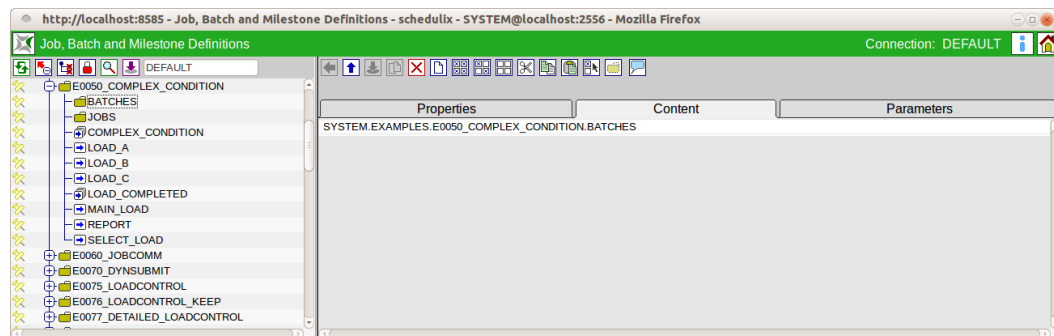 http://localhost:8585 - Job, Batch and Milestone Definitions - schedulix - SYSTEM@localhost:2556 - Mozilla Firefox
Job, Batch and Milestone Definitions
Connection: DEFAULT
DEFAULT
E0050_COMPLEX_CONDITION
BATCHES
JOBS
COMPLEX_CONDITION
LOAD_A
LOAD_B
LOAD_C
LOAD_COMPLETED
MAIN_LOAD
REPORT
SELECT_LOAD
E0060_JOBCOMM
E0070_DYNSUBMIT
E0075_LOADCONTROL
E0076_LOADCONTROL_KEEP
E0077_DETAILED_LOADCONTROL
Properties
Content
Parameters
SYSTEM.EXAMPLES.E0050_COMPLEX_CONDITION.BATCHES